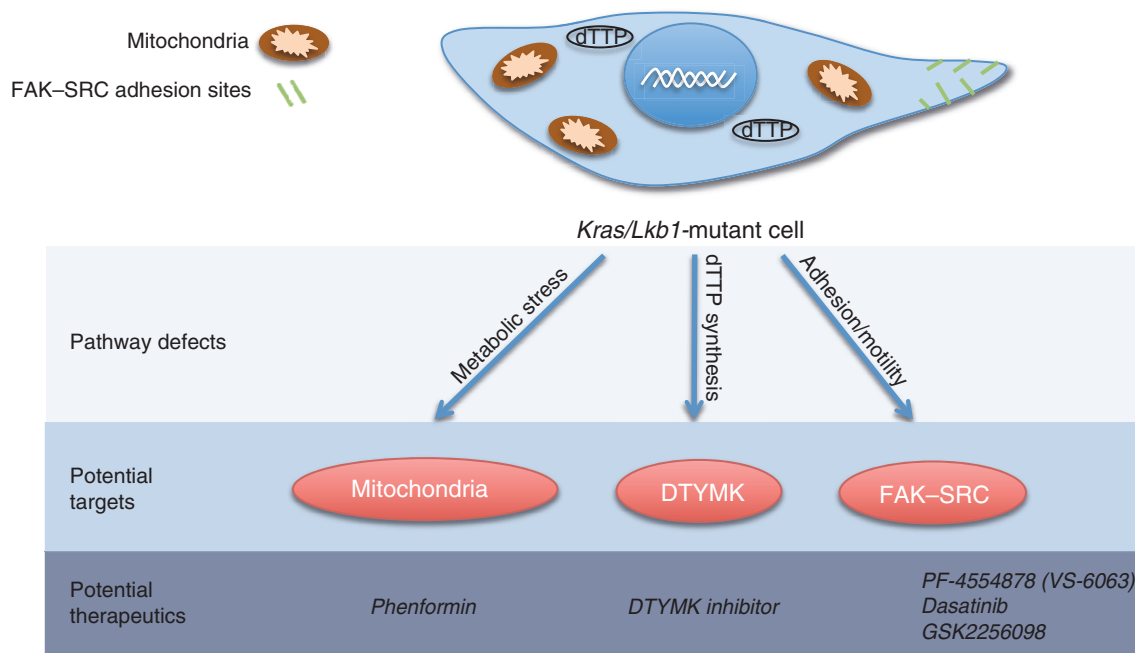 Mitochondria
FAK–SRC adhesion sites
dTTP
dTTP
Kras/Lkb1-mutant cell
Pathway defects
Metabolic stress
dTTP synthesis
Adhesion/motility
Potential
targets
Mitochondria
DTYMK
FAK–SRC
Potential
therapeutics
Phenformin
DTYMK inhibitor
PF-4554878 (VS-6063)
Dasatinib
GSK2256098